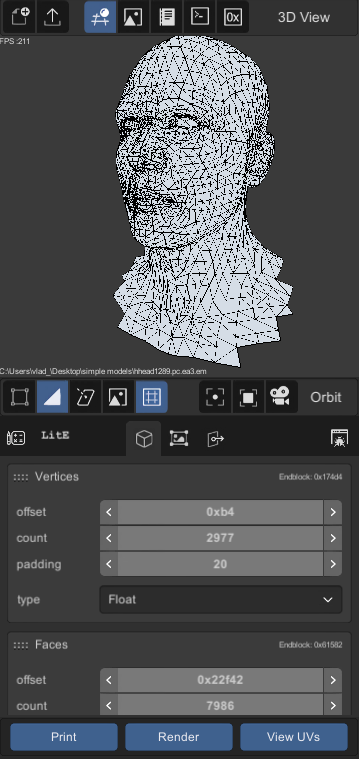 0x
3D View
FPS :211
C:\Users\vlad_\Desktop\simple models\hhead1289.pc.ea3.em
Orbit
LitE
Vertices
Endblock: 0x174d4
offset
0xb4
count
2977
padding
20
type
Float
Faces
Endblock: 0x61582
offset
0x22f42
count
7986
Print
Render
View UVs